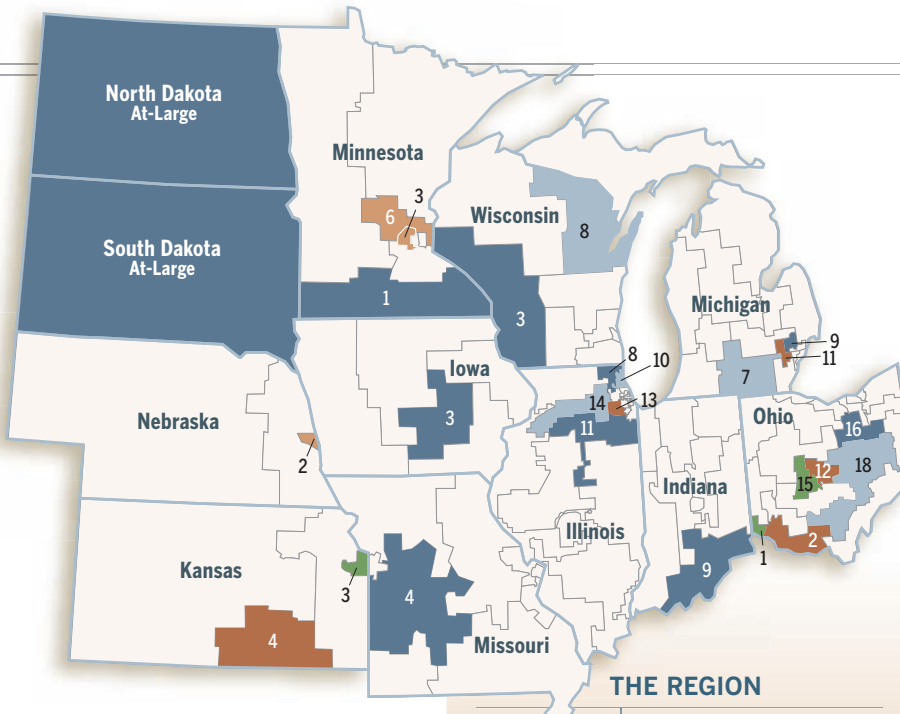 North Dakota
At-Large
Minnesota
3
6
Wisconsin
8
South Dakota
At-Large
1
3
Michigan
9
11
7
8
10
Iowa
14
13
3
11
Nebraska
2
Ohio
16
18
12
15
Indiana
Illinois
2
1
9
Kansas
3
4
4
Missouri
THE REGION